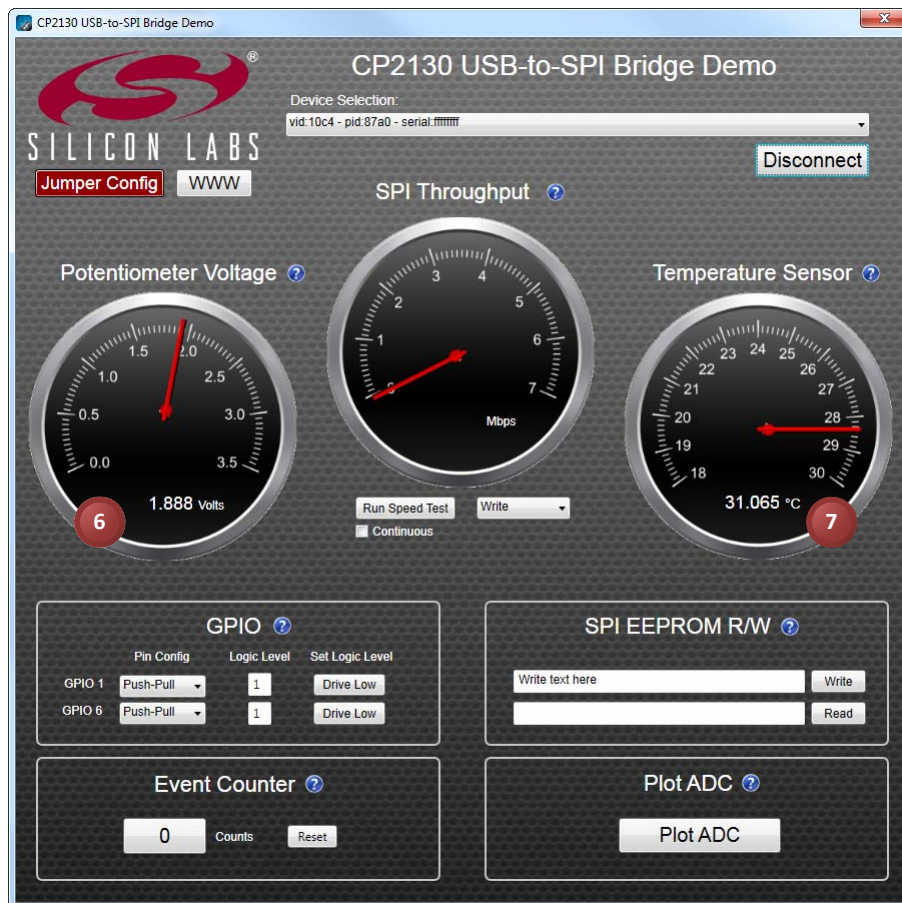 CP2130 USB-to-SPI Bridge Demo
x
CP2130 USB-to-SPI Bridge Demo
®
SILICON LABS
Device Selection:
vid:10c4 - pid:87a0 - serial:ffffffff
Disconnect
Jumper Config WWW
SPI Throughput ?
Potentiometer Voltage ?
0.0 0.5 1.0 1.5 2.0 2.5 3.0 3.5
1.888 Volts
6
0 1 2 3 4 5 6 7
Mbps
Run Speed Test Write
Continuous
Temperature Sensor ?
18 19 20 21 22 23 24 25 26 27 28 29 30
31.065 °C
7
GPIO ?
Pin Config Logic Level Set Logic Level
GPIO 1 Push-Pull 1 Drive Low
GPIO 6 Push-Pull 1 Drive Low
SPI EEPROM R/W ?
Write text here Write
Read
Event Counter ?
0 Counts Reset
Plot ADC ?
Plot ADC